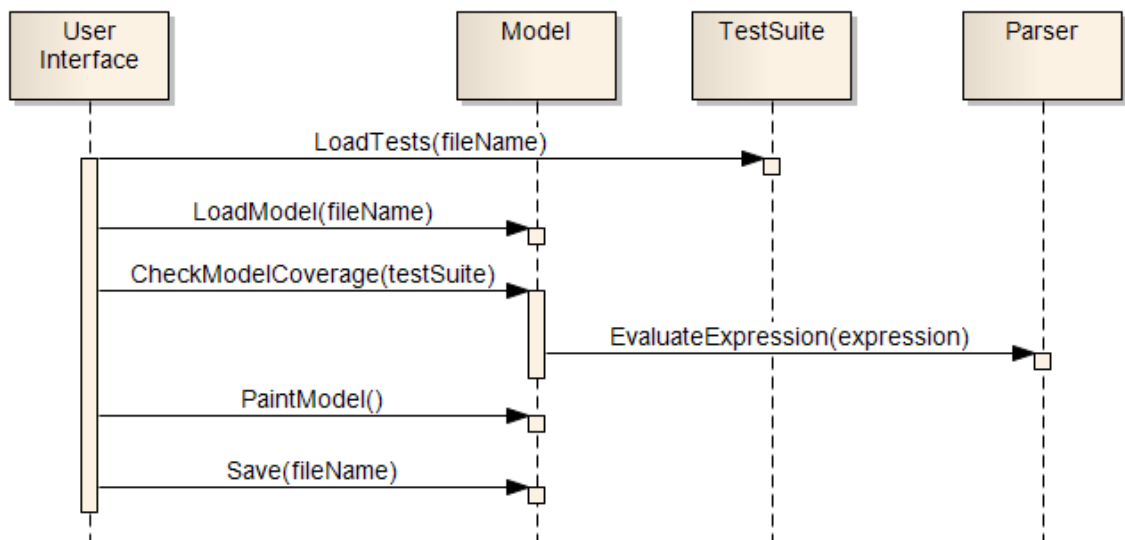 User
Interface
Model
TestSuite
Parser
LoadTests(fileName)
LoadModel(fileName)
CheckModelCoverage(testSuite)
EvaluateExpression(expression)
PaintModel()
Save(fileName)